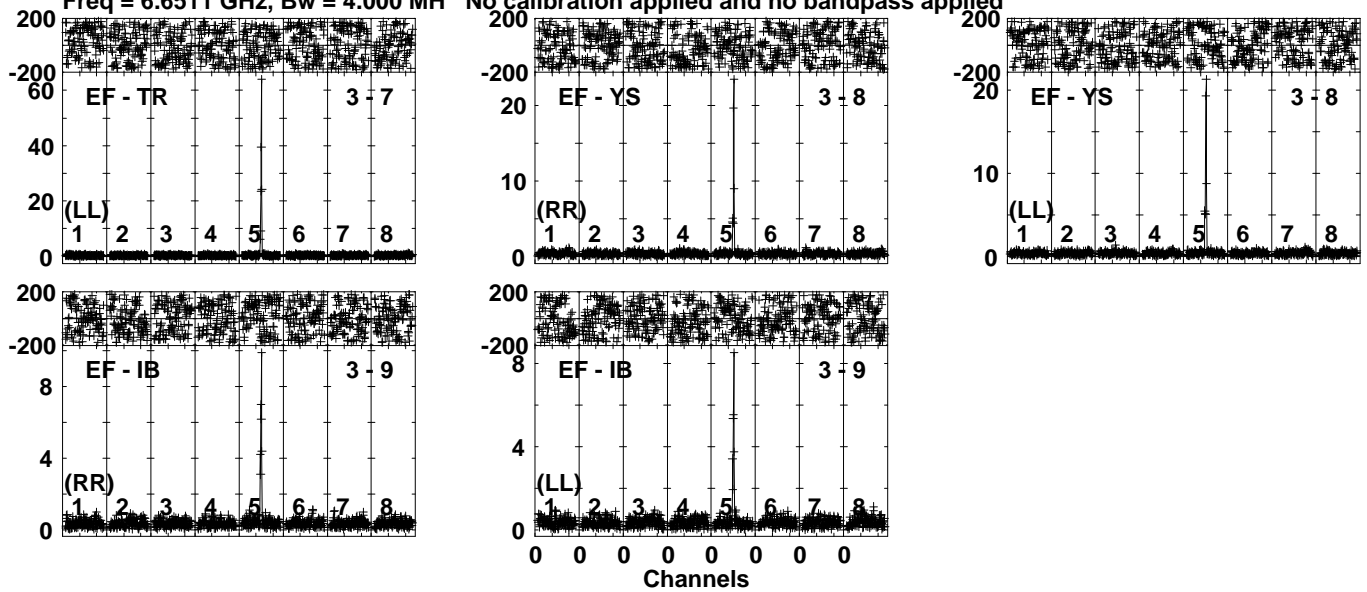 Freq = 6.6511 GHz, Bw = 4.000 MH No calibration applied and no bandpass applied
200
-200
60
40
20
0
EF - TR 3 - 7
(LL)
1 2 3 4 5 6 7 8
200
-200
20
10
0
EF - YS 3 - 8
(RR)
1 2 3 4 5 6 7 8
200
-200
20
10
0
EF - YS 3 - 8
(LL)
1 2 3 4 5 6 7 8
200
-200
8
4
0
EF - IB 3 - 9
(RR)
1 2 3 4 5 6 7 8
200
-200
8
4
0
EF - IB 3 - 9
(LL)
1 2 3 4 5 6 7 8
0 0 0 0 0 0 0 0
Channels